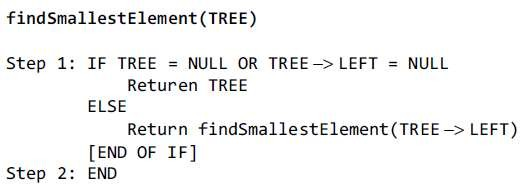 findSmallestElement(TREE)
Step 1: IF TREE = NULL OR TREE -> LEFT = NULL
Returen TREE
ELSE
Return findSmallestElement(TREE -> LEFT)
[END OF IF]
Step 2: END